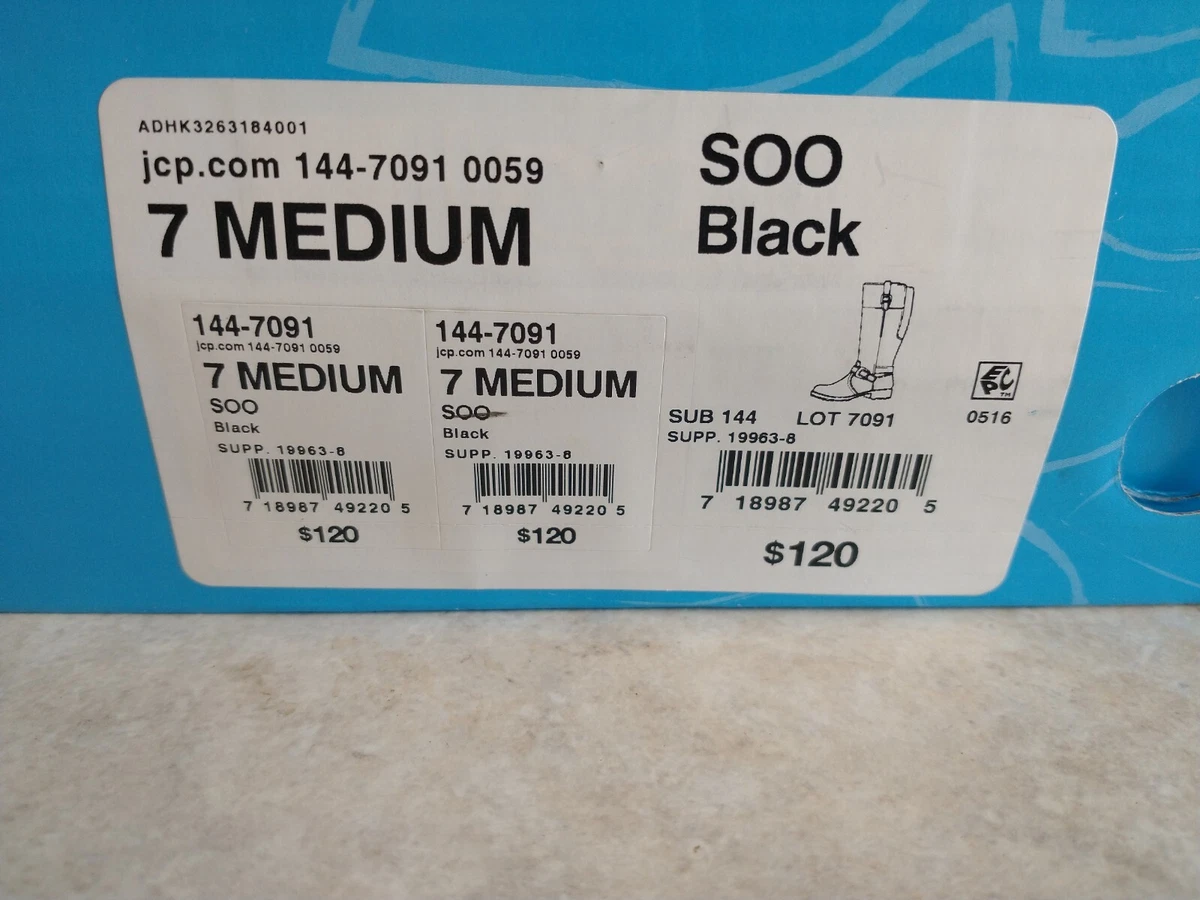 ADHK3263184001
jcp.com 144-7091 0059
7 MEDIUM
SOO
Black
144-7091
jcp.com 144-7091 0059
7 MEDIUM
SOO
Black
SUPP. 19963-8
7 18987 49220 5
$120
144-7091
jcp.com 144-7091 0059
7 MEDIUM
SOO
Black
SUPP. 19963-8
7 18987 49220 5
$120
EPC TM
0516
SUB 144 LOT 7091
SUPP. 19963-8
7 18987 49220 5
$120